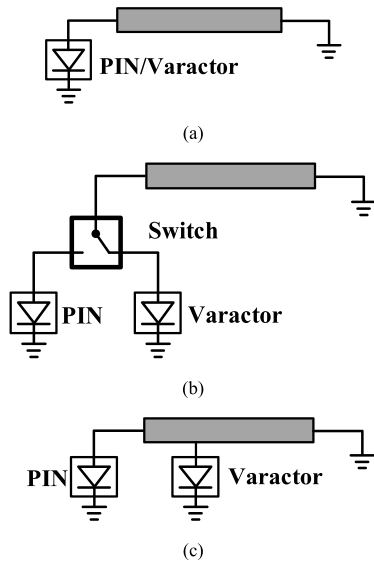 PIN/Varactor
(a)
Switch
PIN
Varactor
(b)
PIN
Varactor
(c)